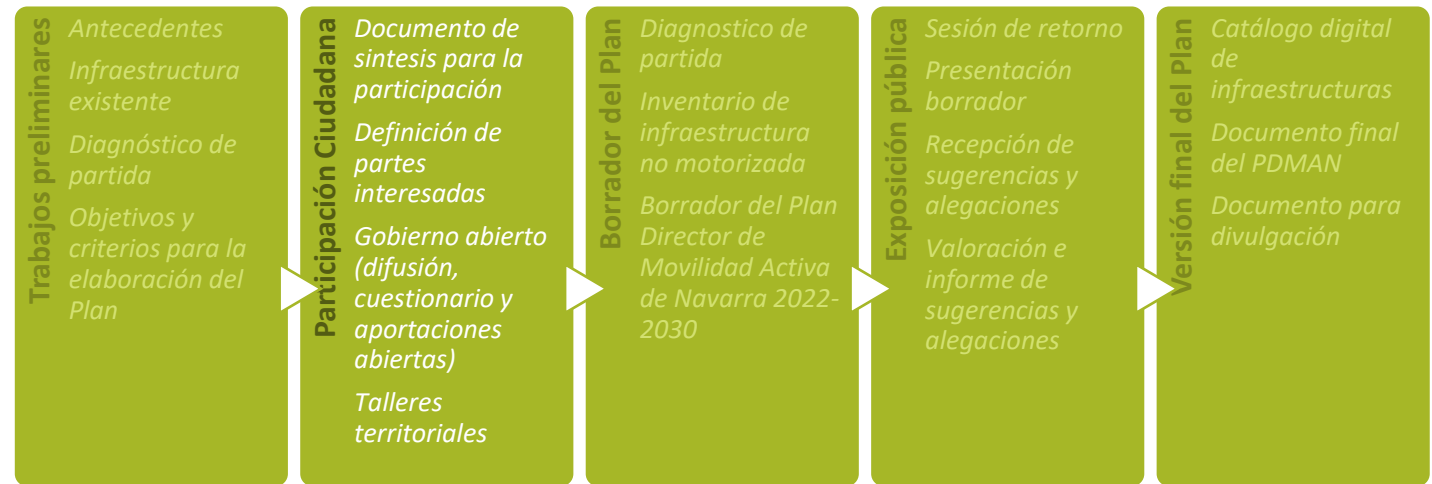 Trabajos preliminares
Antecedentes
Infraestructura
existente
Diagnóstico de
partida
Objetivos y
criterios para la
elaboración del
Plan
Participación Ciudadana
Documento de
sintesis para la
participación
Definición de
partes
interesadas
Gobierno abierto
(difusión,
cuestionario y
aportaciones
abiertas)
Talleres
territoriales
Borrador del Plan
Diagnostico de
partida
Inventario de
infraestructura
no motorizada
Borrador del Plan
Director de
Movilidad Activa
de Navarra 2022-
2030
Exposición pública
Sesión de retorno
Presentación
borrador
Recepción de
sugerencias y
alegaciones
Valoración e
informe de
sugerencias y
alegaciones
Versión final del Plan
Catálogo digital
de
infraestructuras
Documento final
del PDMAN
Documento para
divulgación